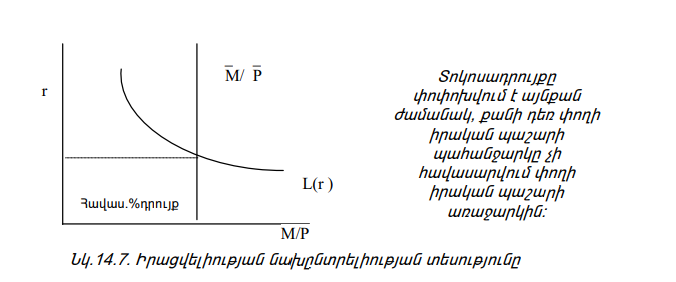 M/ P
r
L(r )
Հավաս.%դրույք
M/P
Տոկոսադրույքը
փոփոխվում է այնքան
ժամանակ, քանի դեռ փողի
իրական պաշարի
պահանջարկը չի
հավասարվում փողի
իրական պաշարի
առաջարկին:
Նկ.14.7. Իրացվելիության նախընտրելիության տեսությունը